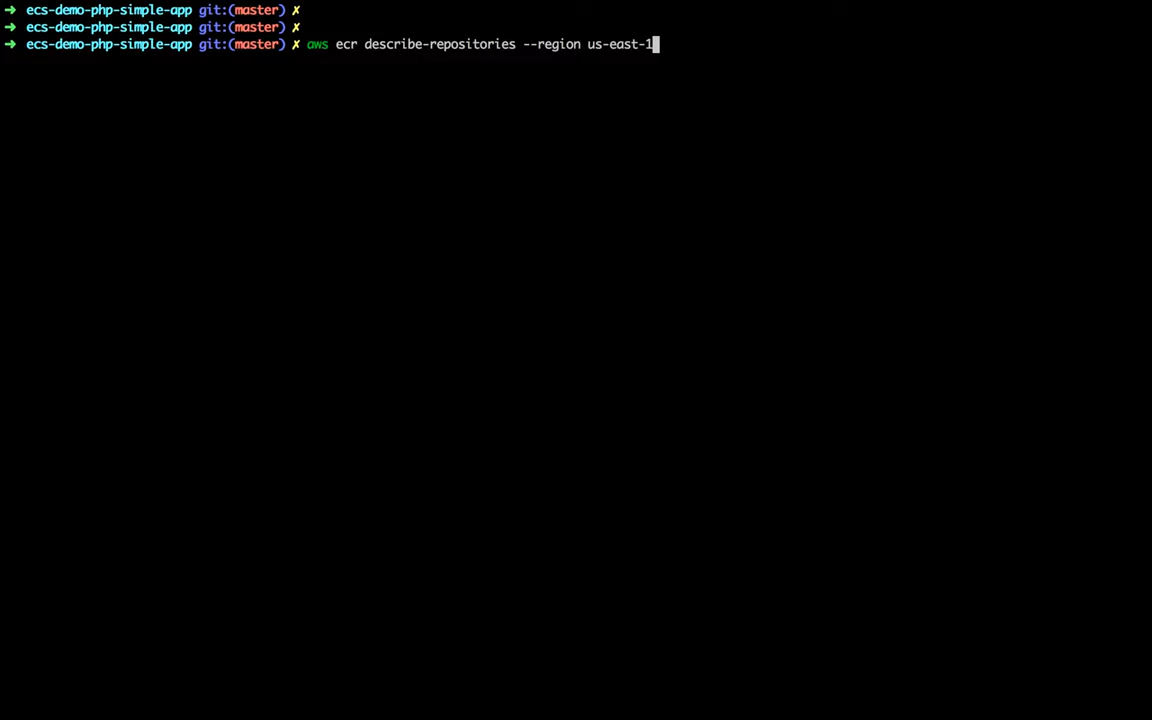 ➜ ecs-demo-php-simple-app git:(master) ✗
➜ ecs-demo-php-simple-app git:(master) ✗
➜ ecs-demo-php-simple-app git:(master) ✗ aws ecr describe-repositories --region us-east-1